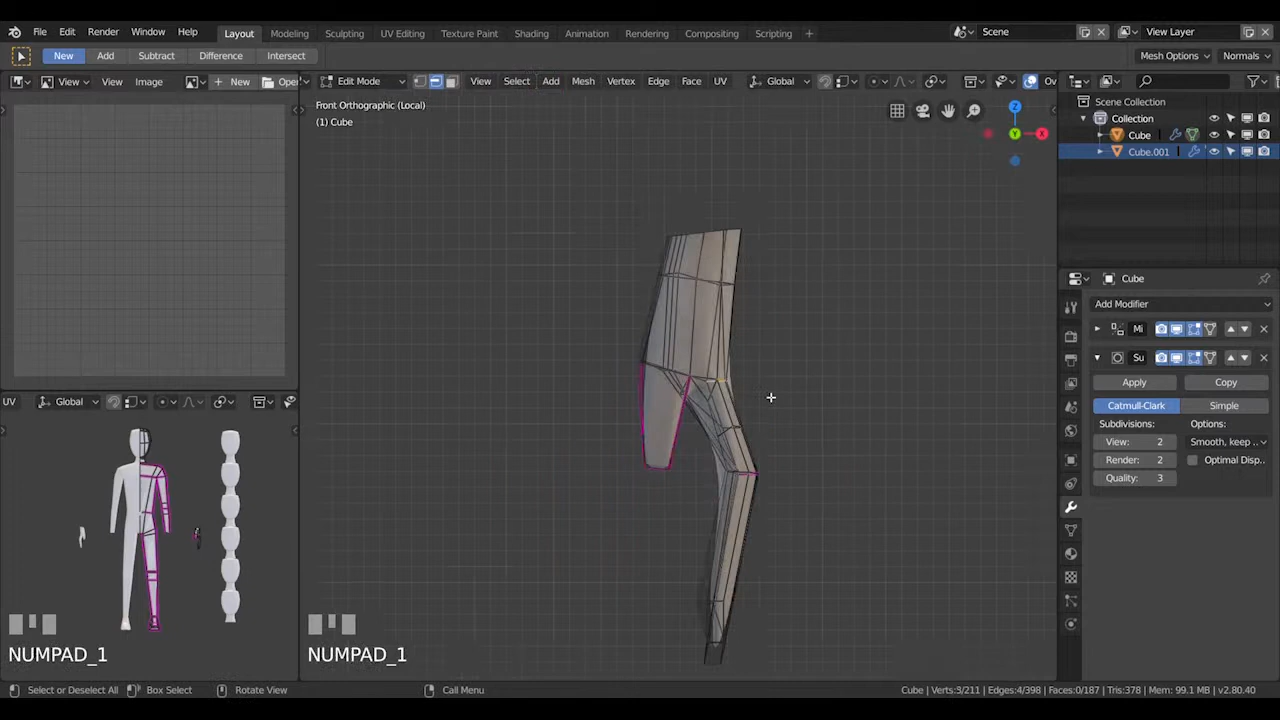 File Edit Render Window Help Layout Modeling Sculpting UV Editing Texture Paint Shading Animation Rendering Compositing Scripting + Scene View Layer
New Add Subtract Difference Intersect Mesh Options Normals
View View Image + New Open
Edit Mode View Select Add Mesh Vertex Edge Face UV Global Ov
Front Orthographic (Local)
(1) Cube
Z
Y
X
Scene Collection
Collection
Cube
Cube.001
Cube
Add Modifier
Mi
Su
Apply Copy
Catmull-Clark Simple
Subdivisions: Options:
View: 2 Smooth, keep ..
Render: 2 Optimal Disp..
Quality: 3
UV Global
NUMPAD_1
NUMPAD_1
Select or Deselect All Box Select Rotate View Call Menu Cube | Verts:3/211 | Edges:4/398 | Faces:0/187 | Tris:378 | Mem: 99.1 MB | v2.80.40